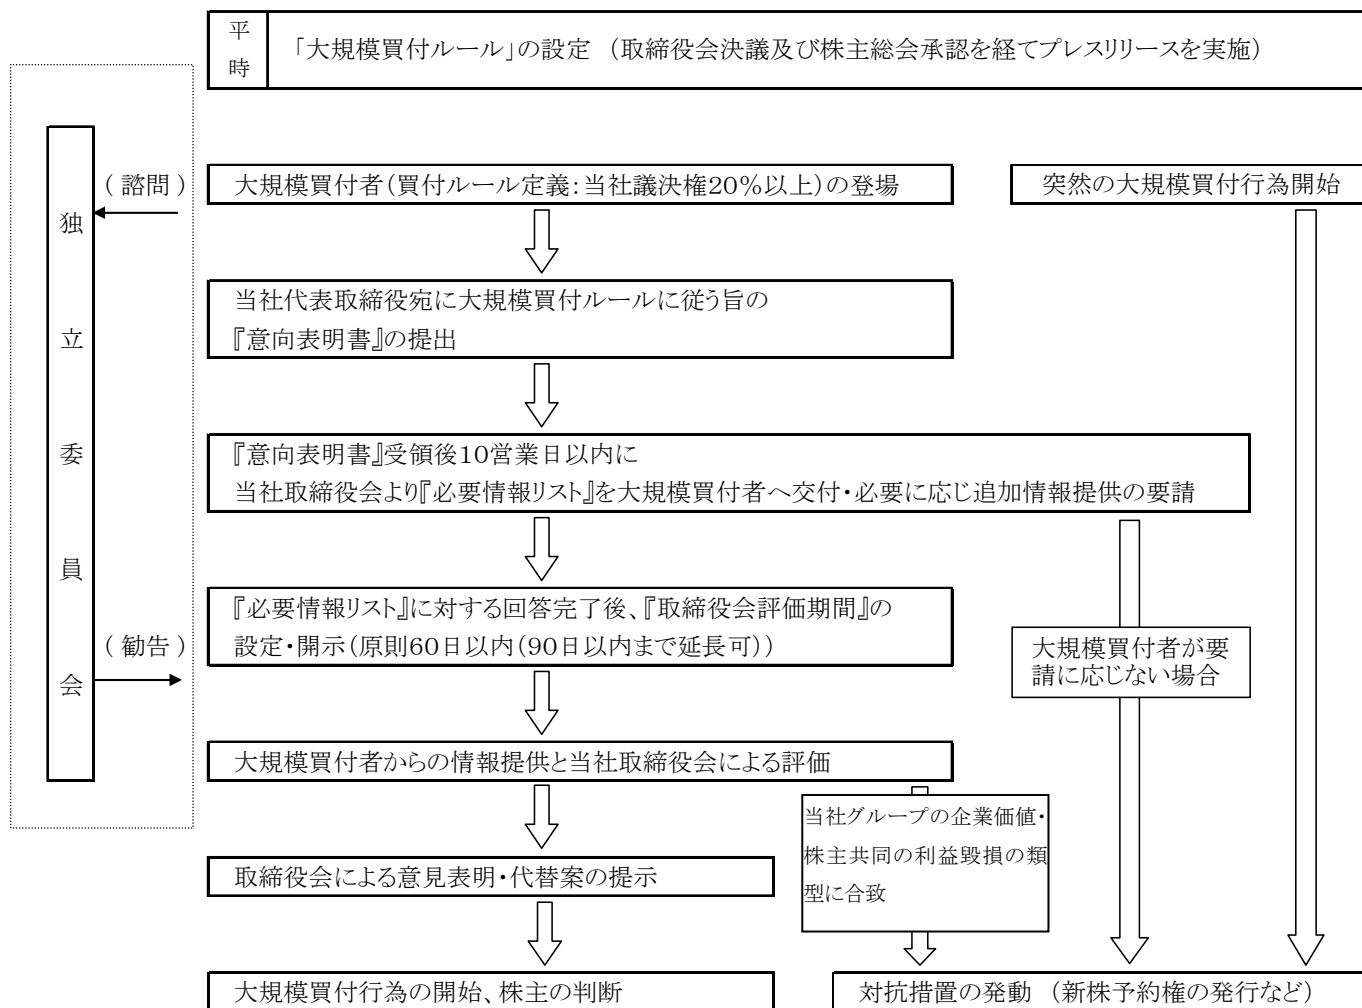 平時
「大規模買付ルール」の設定 (取締役会決議及び株主総会承認を経てプレスリリースを実施)
独立委員会
(諮問)
大規模買付者(買付ルール定義:当社議決権20%以上)の登場
突然の大規模買付行為開始
当社代表取締役宛に大規模買付ルールに従う旨の
『意向表明書』の提出
『意向表明書』受領後10営業日以内に
当社取締役会より『必要情報リスト』を大規模買付者へ交付・必要に応じ追加情報提供の要請
『必要情報リスト』に対する回答完了後、『取締役会評価期間』の
設定・開示(原則60日以内(90日以内まで延長可))
(勧告)
大規模買付者が要
請に応じない場合
大規模買付者からの情報提供と当社取締役会による評価
当社グループの企業価値・
株主共同の利益毀損の類
型に合致
取締役会による意見表明・代替案の提示
大規模買付行為の開始、株主の判断
対抗措置の発動 (新株予約権の発行など)